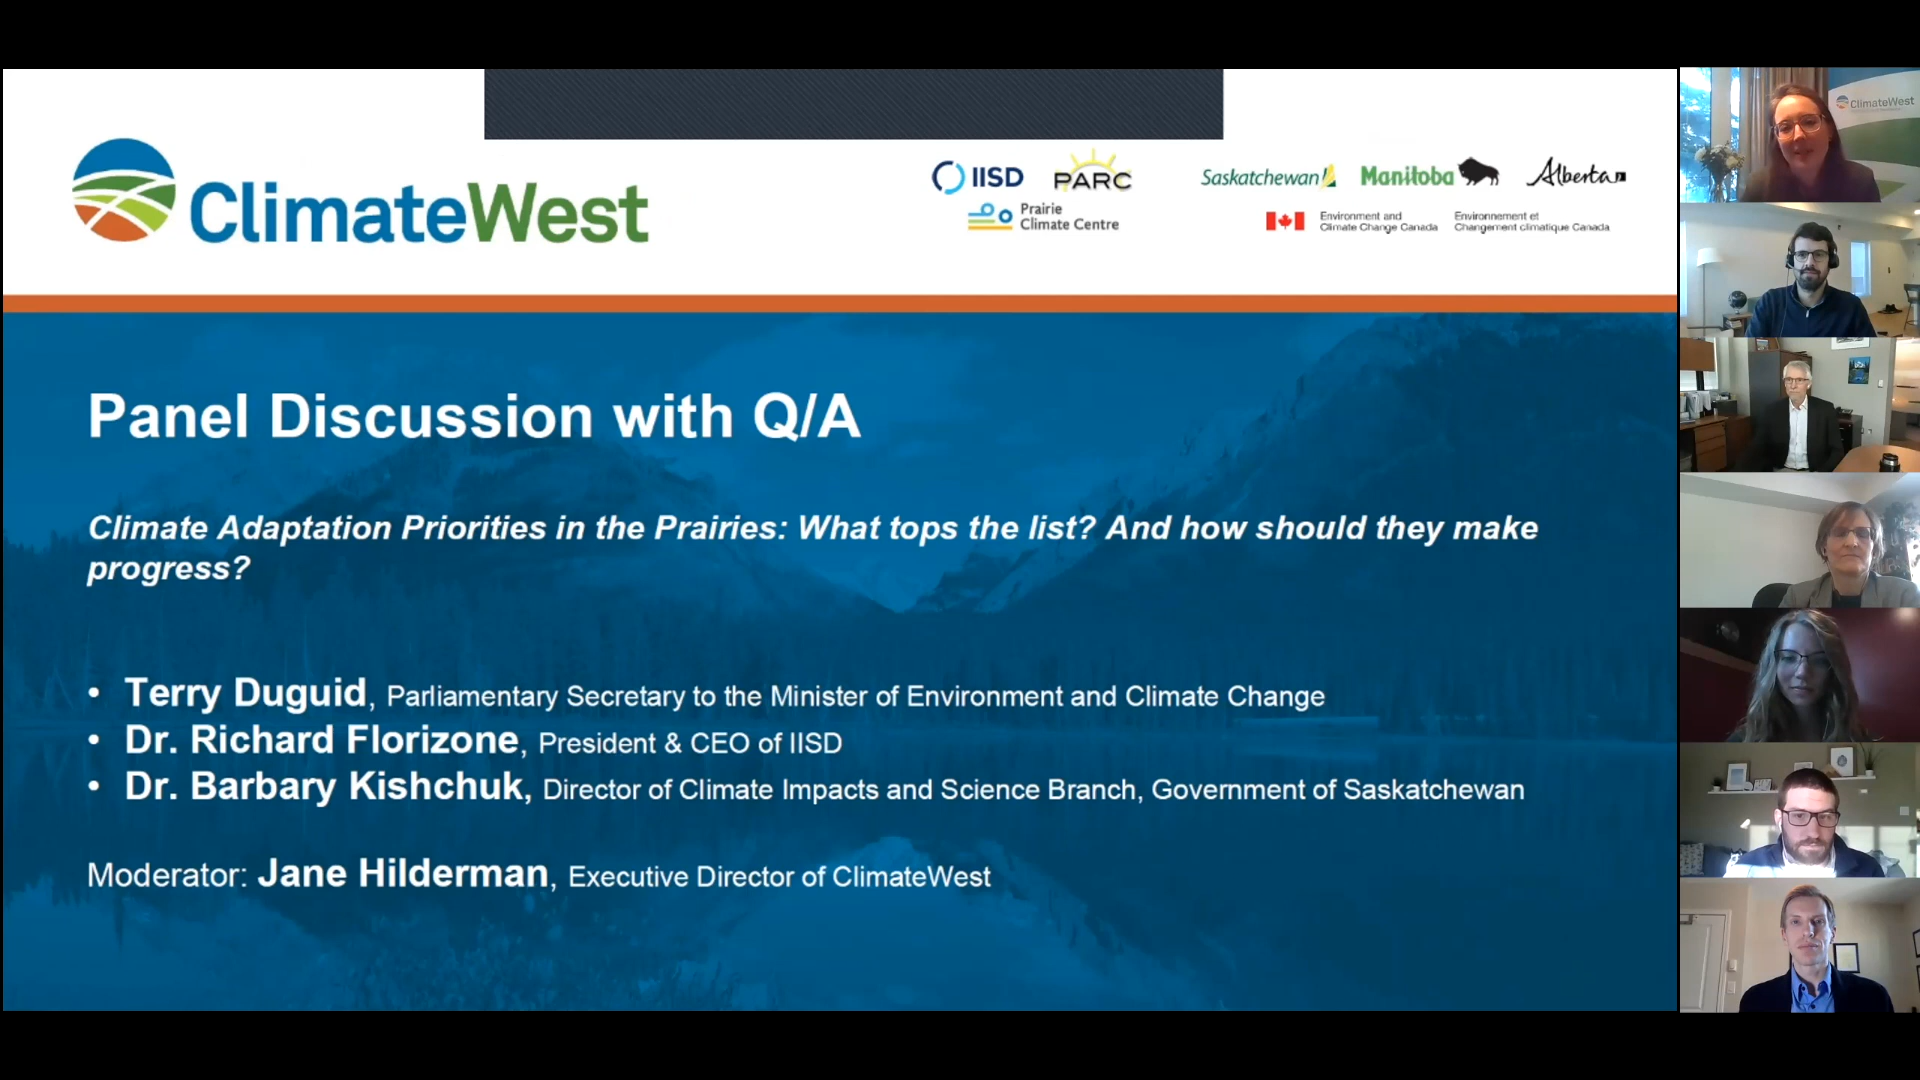 ClimateWest
IISD
PARC
Prairie
Climate Centre
Saskatchewan
Manitoba
Alberta
Environment and
Climate Change Canada
Environnement et
Changement climatique Canada
Panel Discussion with Q/A
Climate Adaptation Priorities in the Prairies: What tops the list? And how should they make
progress?
• Terry Duguid, Parliamentary Secretary to the Minister of Environment and Climate Change
• Dr. Richard Florizone, President & CEO of IISD
• Dr. Barbary Kishchuk, Director of Climate Impacts and Science Branch, Government of Saskatchewan
Moderator: Jane Hilderman, Executive Director of ClimateWest
ClimateWest